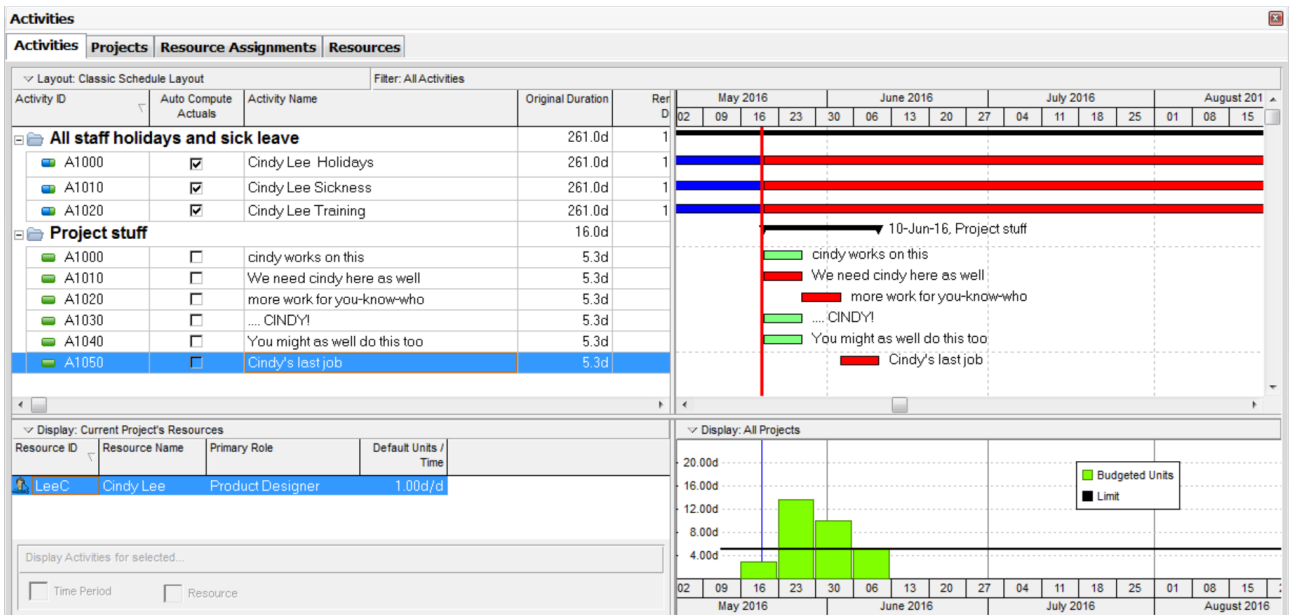 Activities
Activities Projects Resource Assignments Resources
Layout: Classic Schedule Layout Filter: All Activities
Activity ID Auto Compute Actuals Activity Name Original Duration Rer D
May 2016 June 2016 July 2016 August 201
02 09 16 23 30 06 13 20 27 04 11 18 25 01 08 15
All staff holidays and sick leave 261.0d 1
A1000 Cindy Lee Holidays 261.0d 1
A1010 Cindy Lee Sickness 261.0d 1
A1020 Cindy Lee Training 261.0d 1
Project stuff 16.0d 10-Jun-16, Project stuff
A1000 cindy works on this 5.3d cindy works on this
A1010 We need cindy here as well 5.3d We need cindy here as well
A1020 more work for you-know-who 5.3d more work for you-know-who
A1030 .... CINDY! 5.3d .... CINDY!
A1040 You might as well do this too 5.3d You might as well do this too
A1050 Cindy's last job 5.3d Cindy's last job
Display: Current Project's Resources
Resource ID Resource Name Primary Role Default Units / Time
LeeC Cindy Lee Product Designer 1.00d/d
Display Activities for selected...
Time Period Resource
Display: All Projects
20.00d
16.00d
12.00d
8.00d
4.00d
Budgeted Units
Limit
02 09 16 23 30 06 13 20 27 04 11 18 25 01 08 15
May 2016 June 2016 July 2016 August 2016